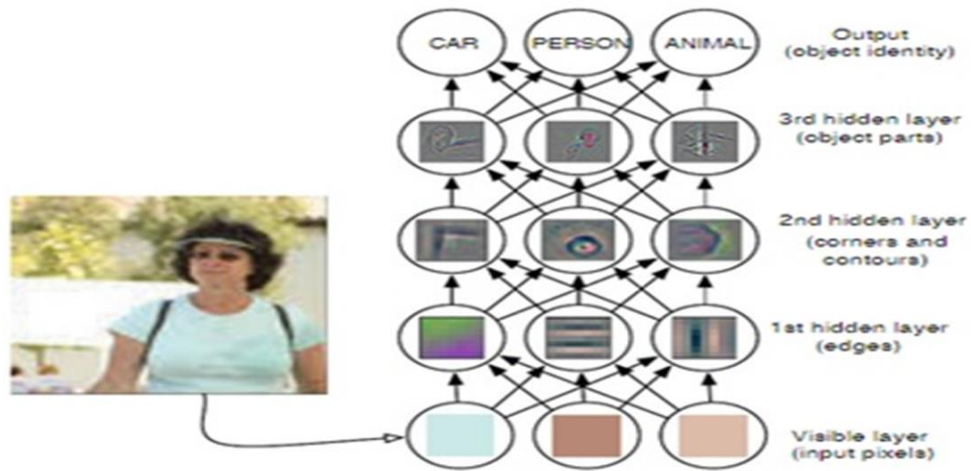 CAR PERSON ANIMAL
Output
(object identity)
3rd hidden layer
(object parts)
2nd hidden layer
(corners and
contours)
1st hidden layer
(edges)
Visible layer
(input pixels)